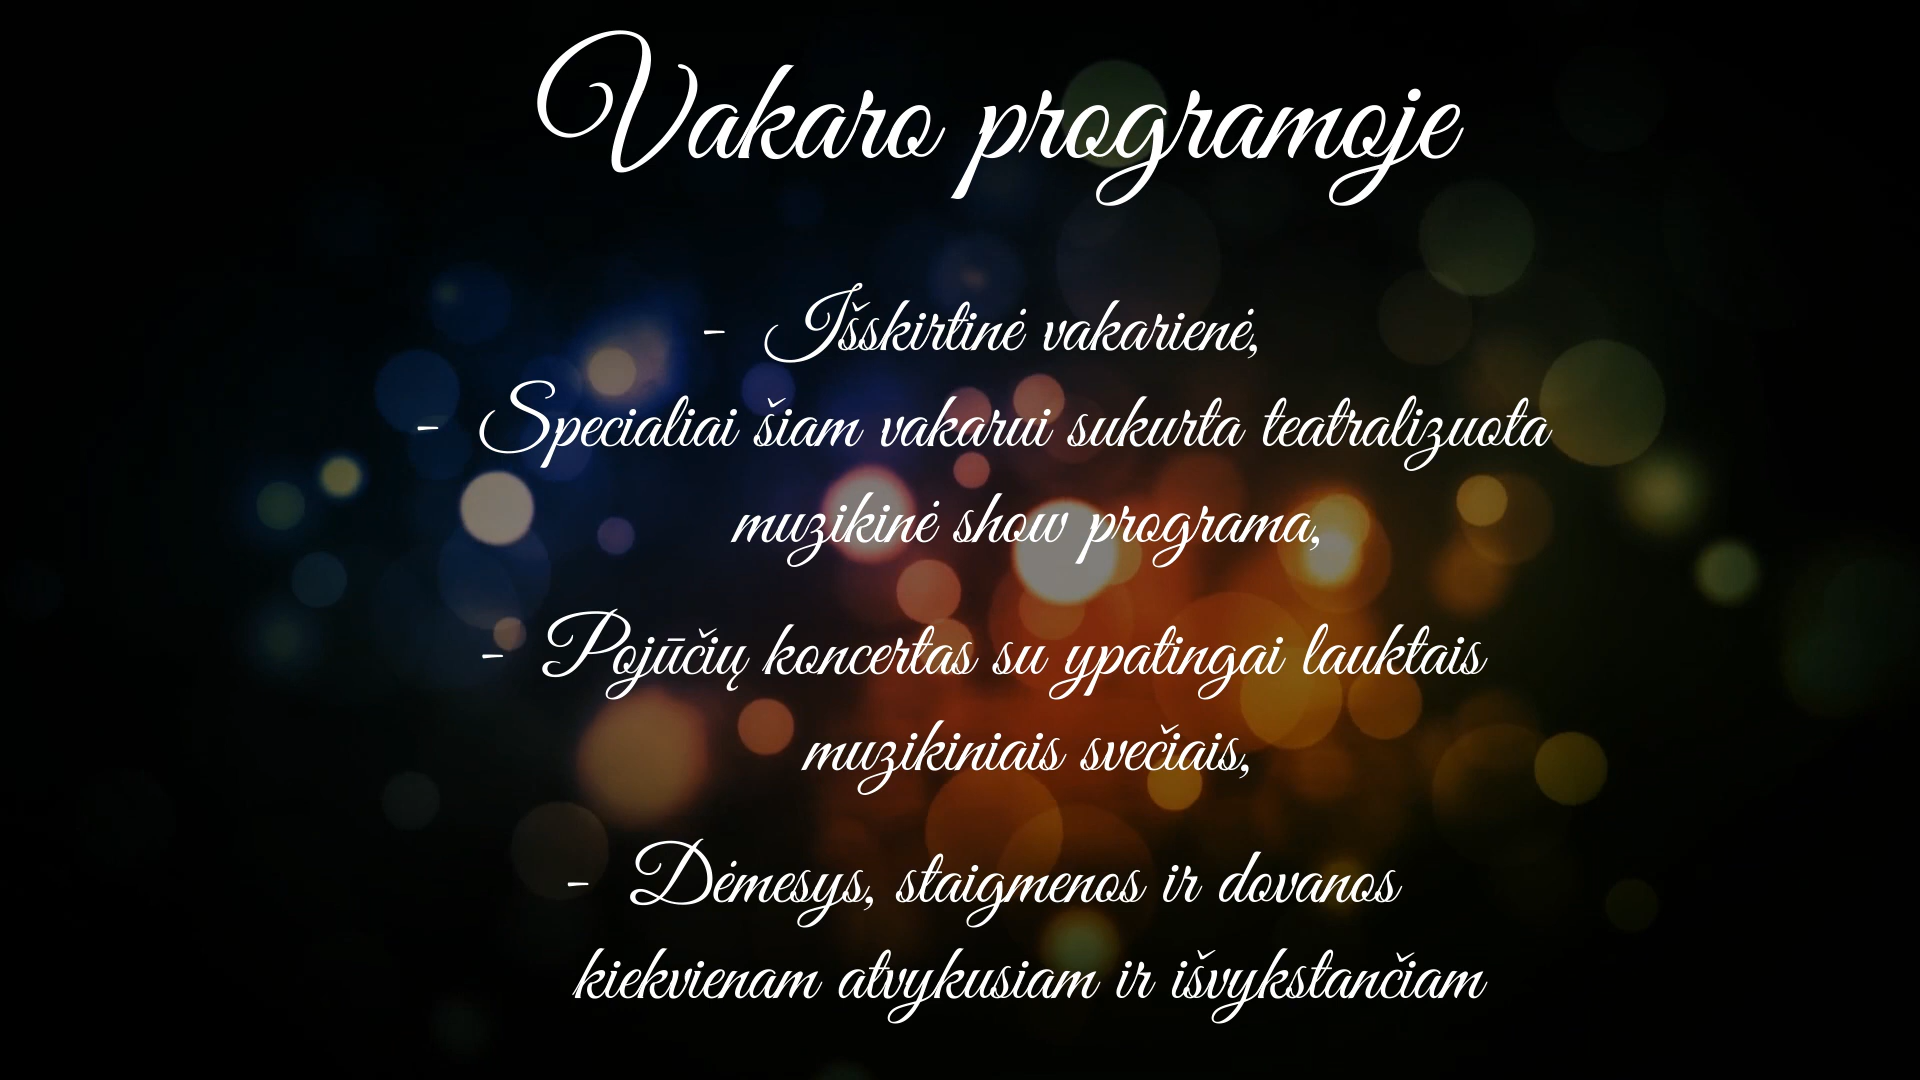 Vakaro programoje
- Išskirtinė vakarienė,
- Specialiai šiam vakarui sukurta teatralizuota
muzikinė show programa,
- Pojūčių koncertas su ypatingai lauktais
muzikiniais svečiais,
- Dėmesys, staigmenos ir dovanos
kiekvienam atvykusiam ir išvykstančiam